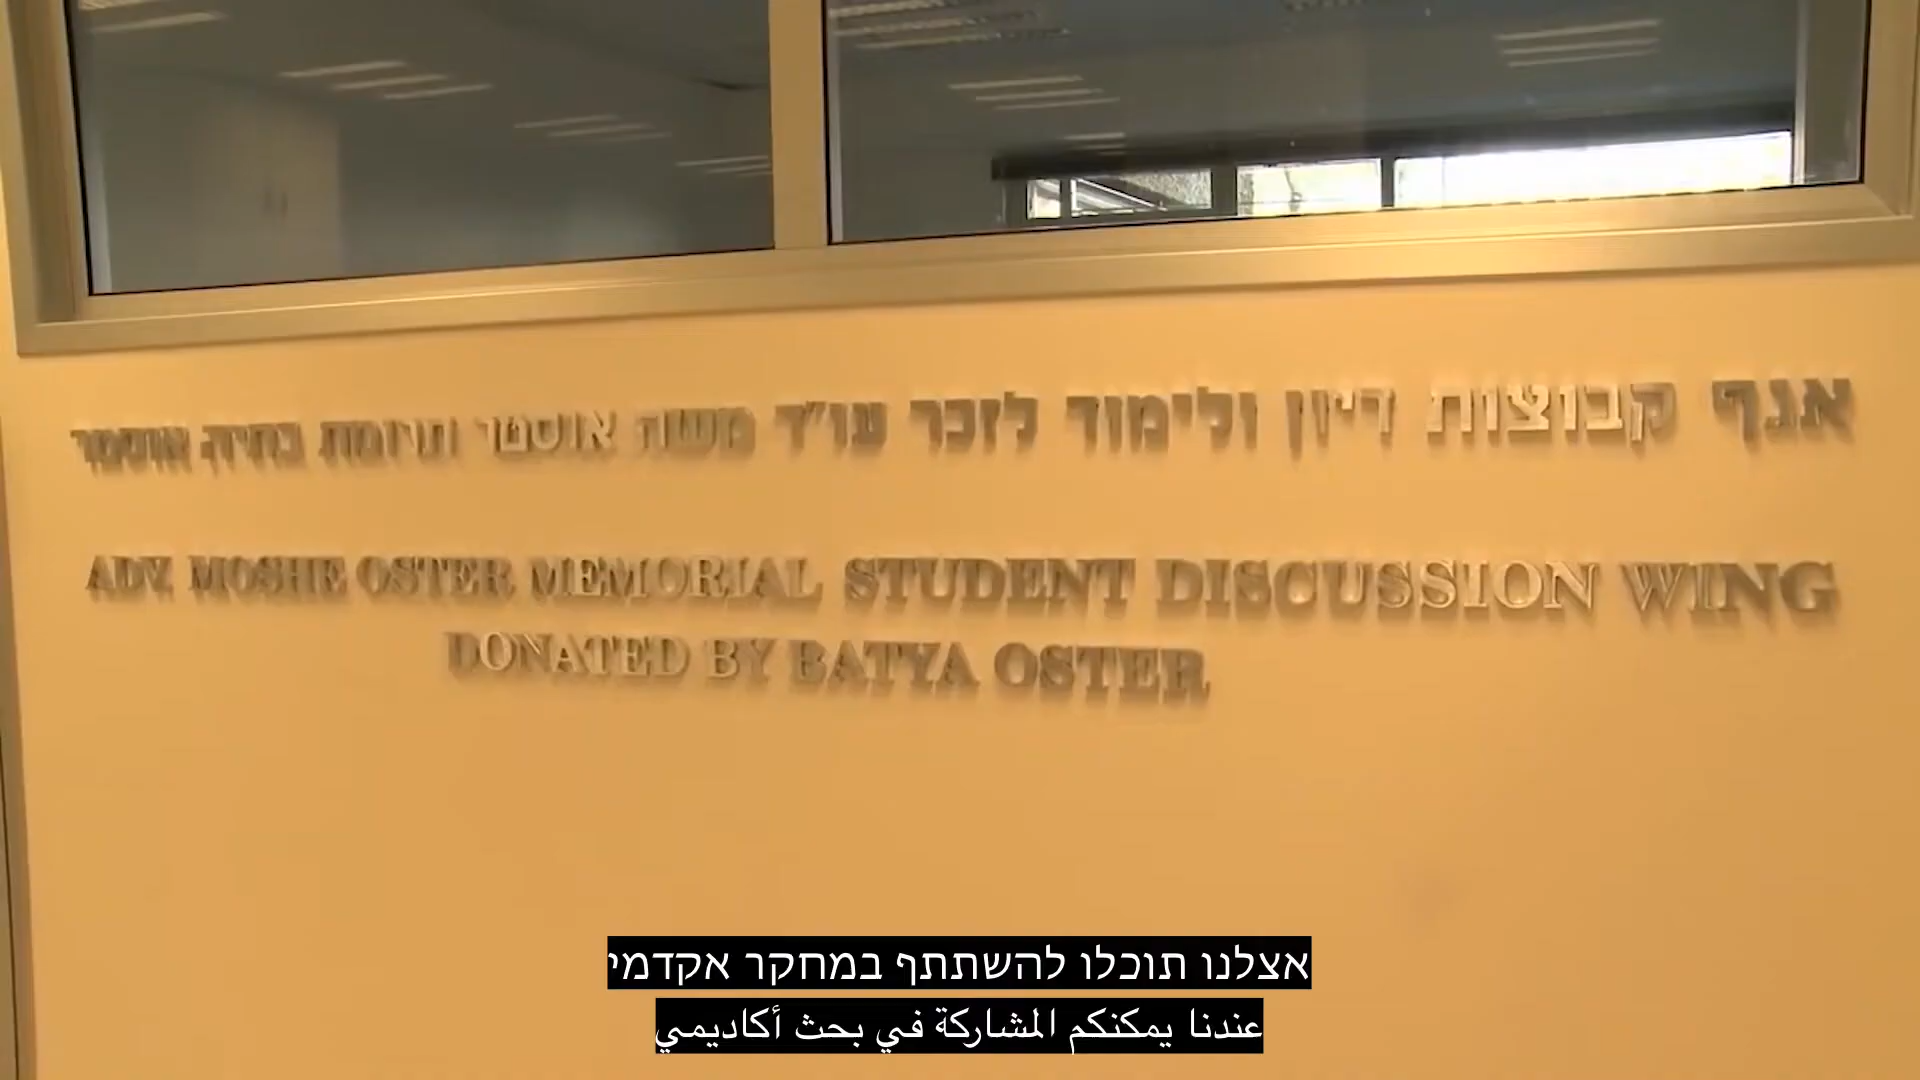 אגף קבוצות דיון ולימוד לזכר עו"ד משה אוסטר תרומת בתיה אוסטר
ADV. MOSHE OSTER MEMORIAL STUDENT DISCUSSION WING
DONATED BY BATYA OSTER
אצלנו תוכלו להשתתף במחקר אקדמי
عندنا يمكنكم المشاركة في بحث أكاديمي